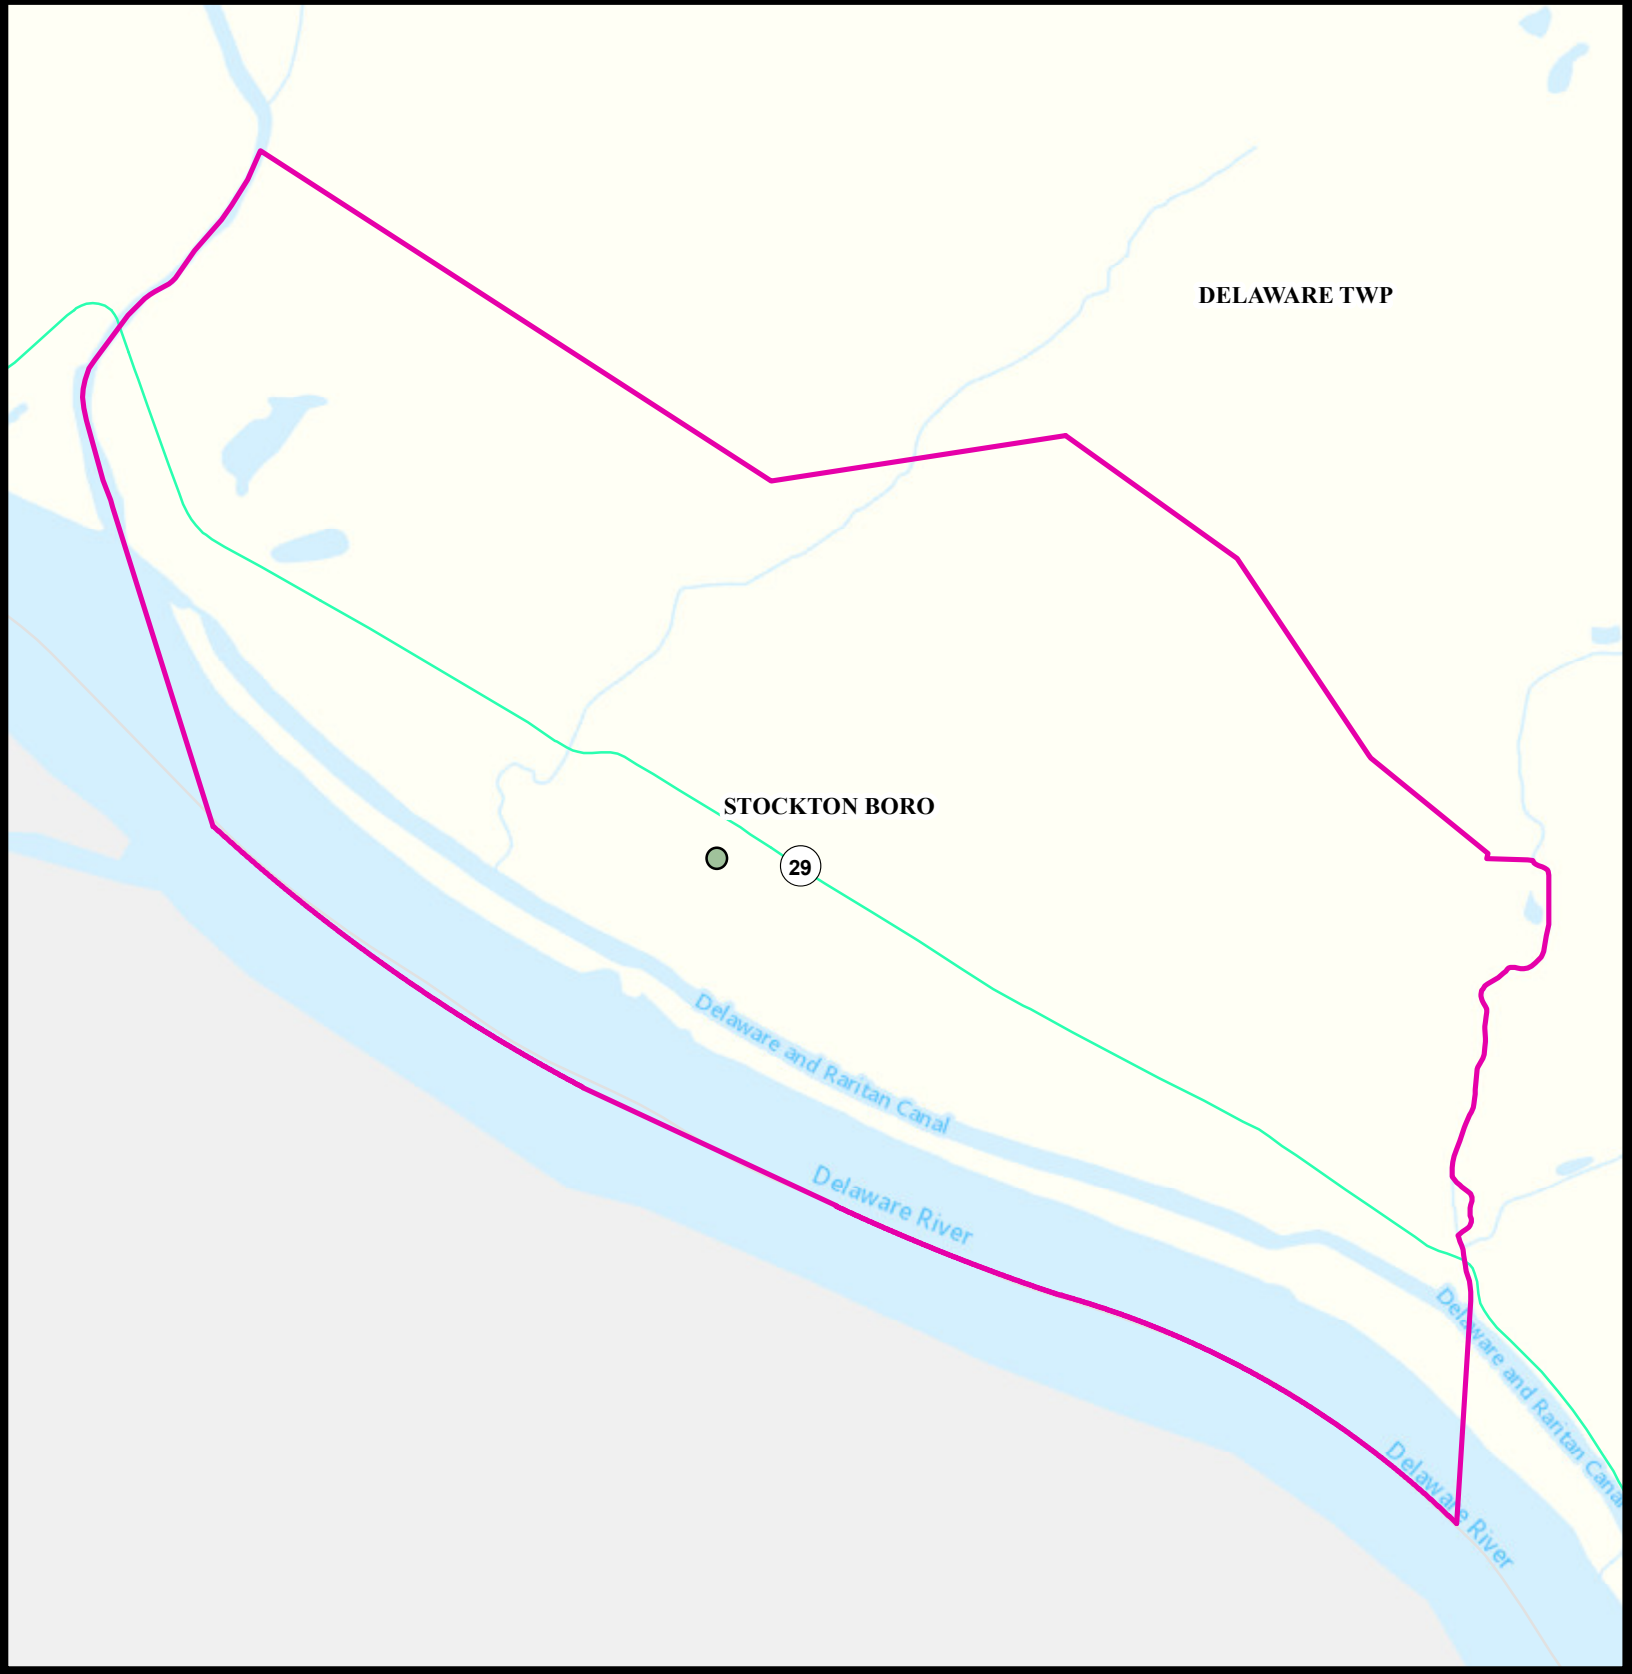 DELAWARE TWP
STOCKTON BORO
29
Delaware and Raritan Canal
Delaware River
Delaware and Raritan Canal
Delaware River